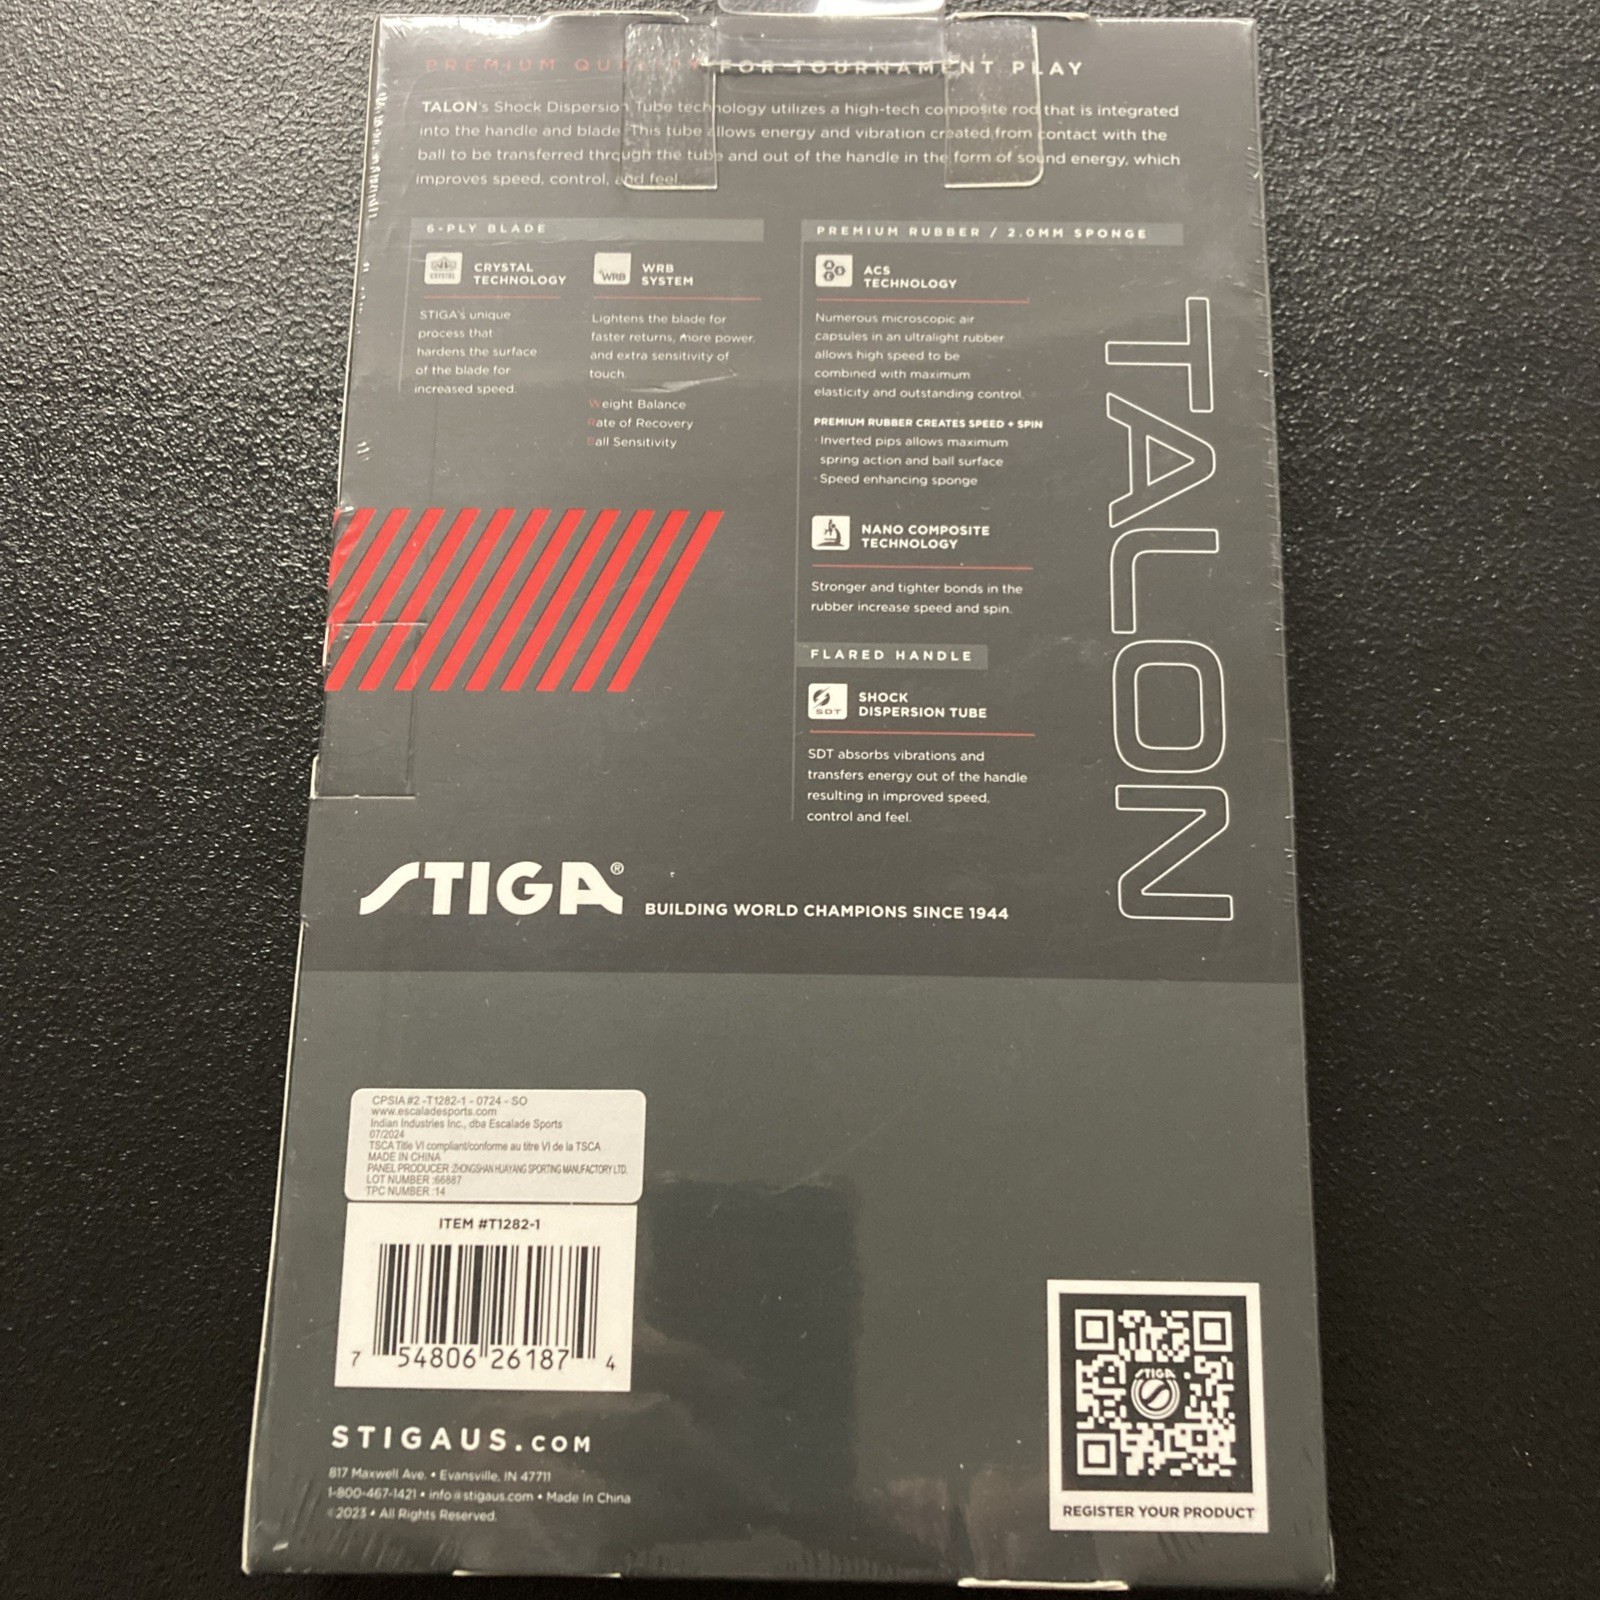 PREMIUM QUALITY FOR TOURNAMENT PLAY
TALON's Shock Dispersion Tube technology utilizes a high-tech composite rod that is integrated
into the handle and blade. This tube allows energy and vibration created from contact with the
ball to be transferred through the tube and out of the handle in the form of sound energy, which
improves speed, control, and feel.
6-PLY BLADE
CRYSTAL
CRYSTAL
TECHNOLOGY
STIGA's unique
process that
hardens the surface
of the blade for
increased speed.
WRB
WRB
SYSTEM
Lightens the blade for
faster returns, more power,
and extra sensitivity of
touch.
Weight Balance
Rate of Recovery
Ball Sensitivity
PREMIUM RUBBER / 2.0MM SPONGE
ACS
ACS
TECHNOLOGY
Numerous microscopic air
capsules in an ultralight rubber
allows high speed to be
combined with maximum
elasticity and outstanding control.
PREMIUM RUBBER CREATES SPEED + SPIN
· Inverted pips allows maximum
spring action and ball surface
· Speed enhancing sponge
NANO COMPOSITE
TECHNOLOGY
Stronger and tighter bonds in the
rubber increase speed and spin.
FLARED HANDLE
SDT
SHOCK
DISPERSION TUBE
SDT absorbs vibrations and
transfers energy out of the handle
resulting in improved speed,
control and feel.
TALON
STIGA®
BUILDING WORLD CHAMPIONS SINCE 1944
CPSIA #2 -T1282-1 - 0724 - SO
www.escaladesports.com
Indian Industries Inc., dba Escalade Sports
07/2024
TSCA Title VI compliant/conforme au titre VI de la TSCA
MADE IN CHINA
PANEL PRODUCER :ZHONGSHAN HUAYANG SPORTING MANUFACTORY LTD.
LOT NUMBER :66887
TPC NUMBER :14
ITEM #T1282-1
7 54806 26187 4
STIGAUS.COM
817 Maxwell Ave. • Evansville, IN 47711
1-800-467-1421 • info@stigaus.com • Made In China
©2023 • All Rights Reserved.
STIGA
REGISTER YOUR PRODUCT